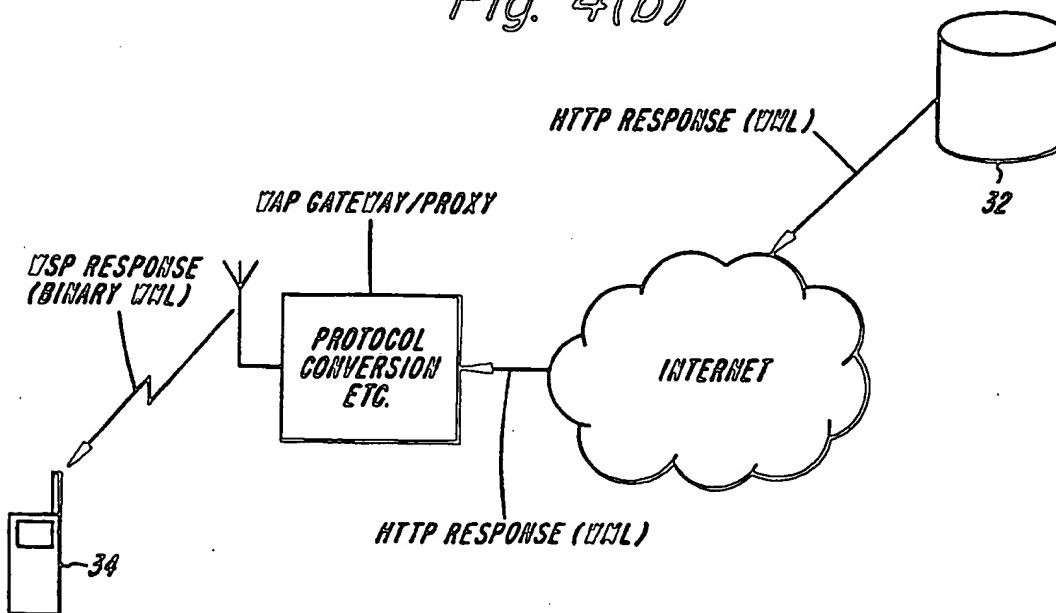 Fig. 4(b)
HTTP RESPONSE (WML)
32
WAP GATEWAY/PROXY
WSP RESPONSE
(BINARY WML)
PROTOCOL
CONVERSION
ETC.
INTERNET
HTTP RESPONSE (WML)
34